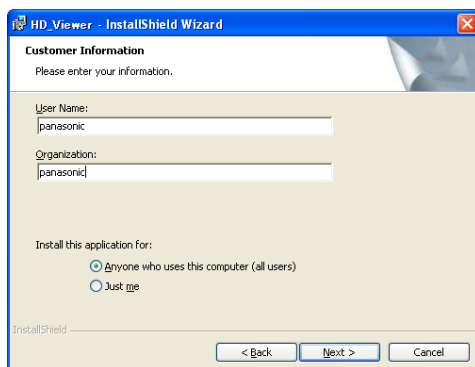 HD_Viewer - InstallShield Wizard
Customer Information
Please enter your information.
User Name:
panasonic
Organization:
panasonic
Install this application for:
Anyone who uses this computer (all users)
Just me
InstallShield
< Back Next > Cancel